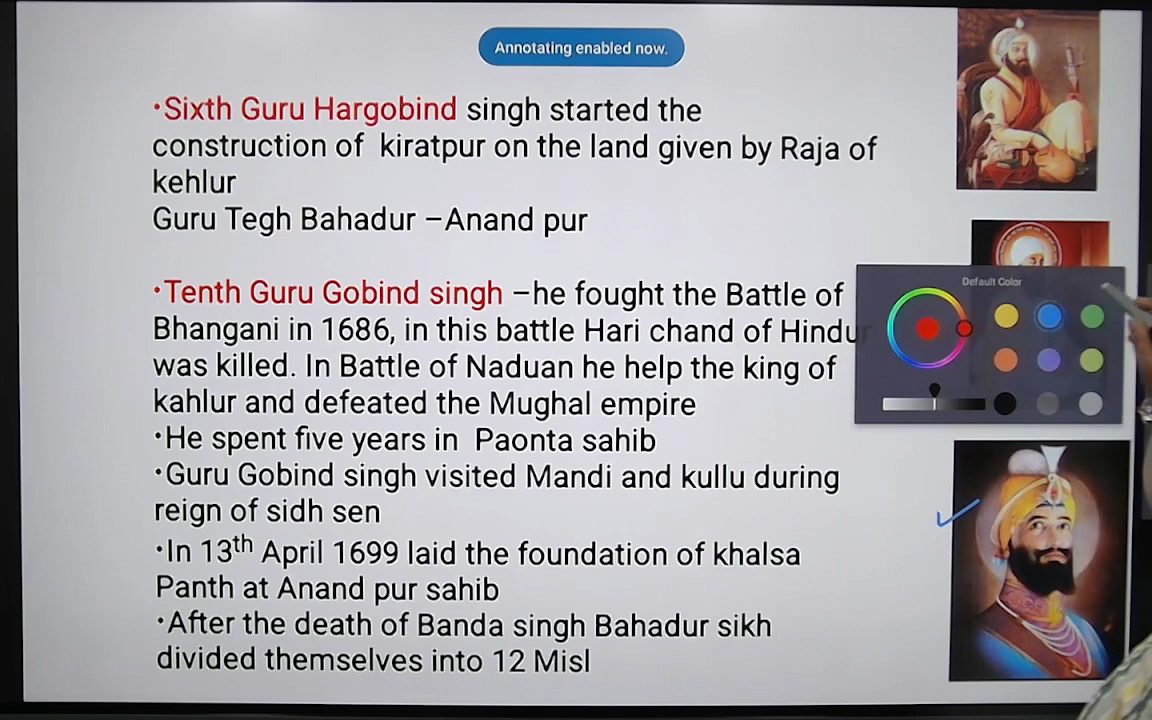 Annotating enabled now.
•Sixth Guru Hargobind singh started the
construction of kiratpur on the land given by Raja of
kehlur
Guru Tegh Bahadur –Anand pur
•Tenth Guru Gobind singh –he fought the Battle of
Bhangani in 1686, in this battle Hari chand of Hindur
was killed. In Battle of Naduan he help the king of
kahlur and defeated the Mughal empire
•He spent five years in Paonta sahib
•Guru Gobind singh visited Mandi and kullu during
reign of sidh sen
•In 13th April 1699 laid the foundation of khalsa
Panth at Anand pur sahib
•After the death of Banda singh Bahadur sikh
divided themselves into 12 Misl
Default Color